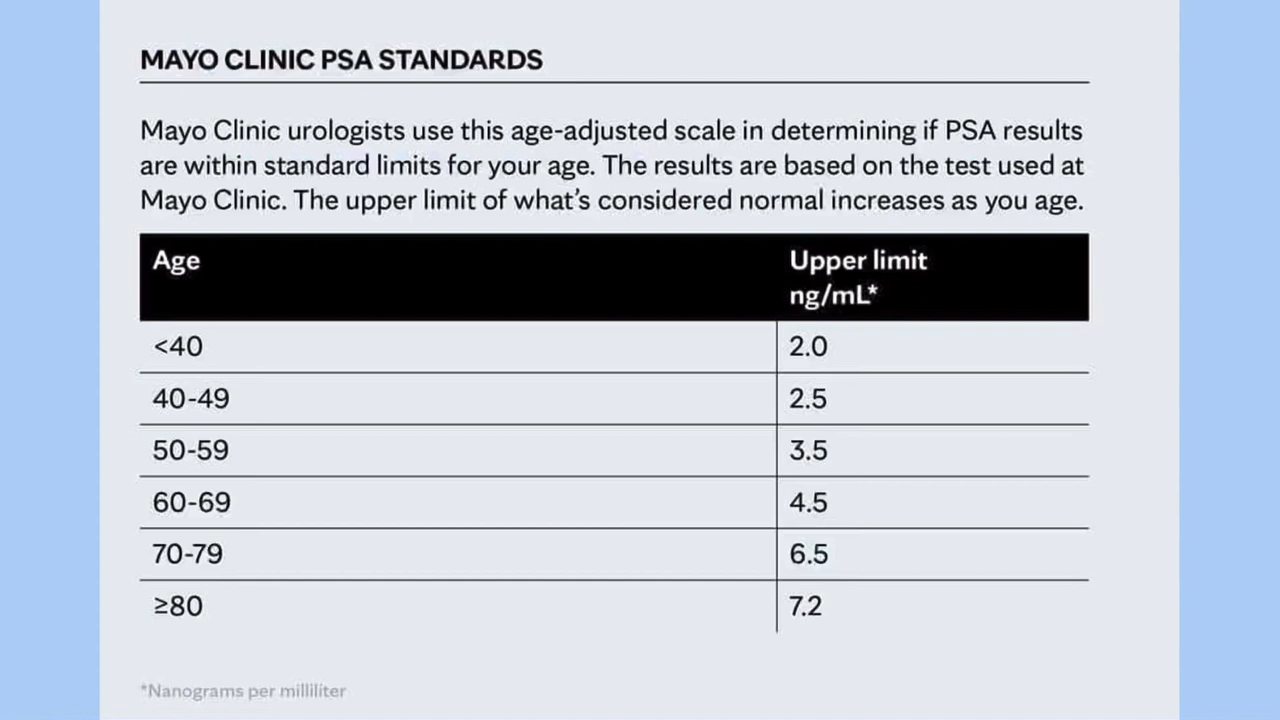 MAYO CLINIC PSA STANDARDS
Mayo Clinic urologists use this age-adjusted scale in determining if PSA results
are within standard limits for your age. The results are based on the test used at
Mayo Clinic. The upper limit of what's considered normal increases as you age.
Age Upper limit
ng/mL*
<40 2.0
40-49 2.5
50-59 3.5
60-69 4.5
70-79 6.5
≥80 7.2
*Nanograms per milliliter